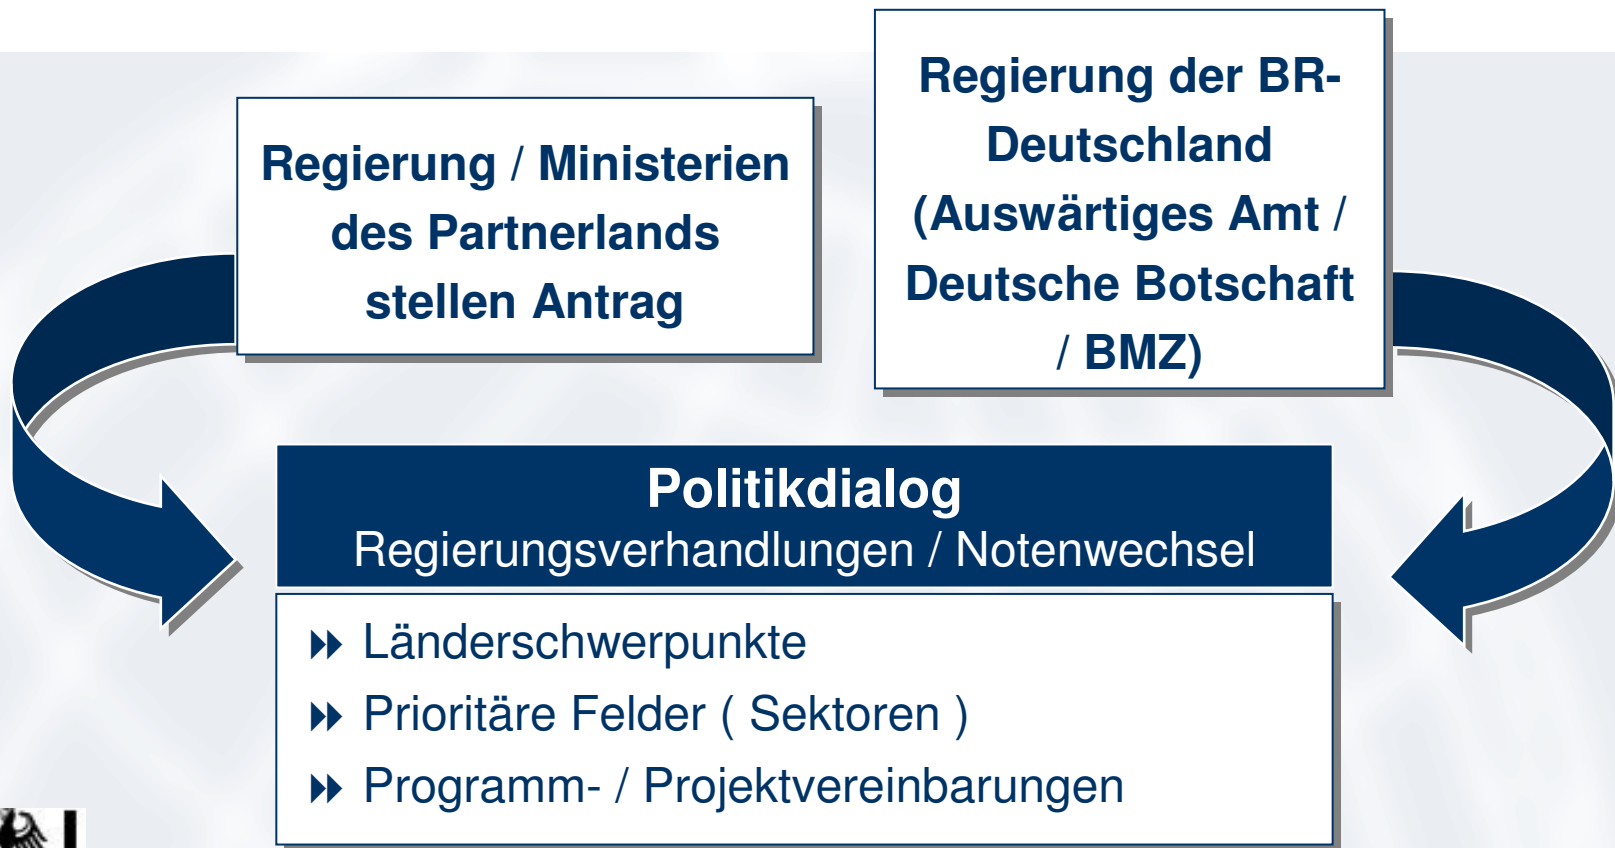 Regierung / Ministerien
des Partnerlands
stellen Antrag
Regierung der BR-
Deutschland
(Auswärtiges Amt /
Deutsche Botschaft
/ BMZ)
Politikdialog
Regierungsverhandlungen / Notenwechsel
Länderschwerpunkte
Prioritäre Felder ( Sektoren )
Programm- / Projektvereinbarungen